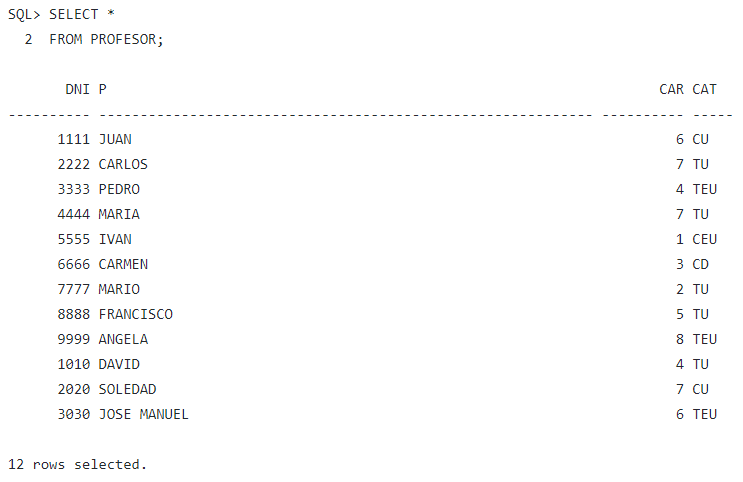 SQL> SELECT *
  2  FROM PROFESOR;
       DNI P                                                                  CAR CAT
---------- ------------------------------------------------------------ ---------- -----
      1111 JUAN                                                                  6 CU
      2222 CARLOS                                                                7 TU
      3333 PEDRO                                                                 4 TEU
      4444 MARIA                                                                 7 TU
      5555 IVAN                                                                  1 CEU
      6666 CARMEN                                                                3 CD
      7777 MARIO                                                                 2 TU
      8888 FRANCISCO                                                             5 TU
      9999 ANGELA                                                                8 TEU
      1010 DAVID                                                                 4 TU
      2020 SOLEDAD                                                               7 CU
      3030 JOSE MANUEL                                                           6 TEU
12 rows selected.